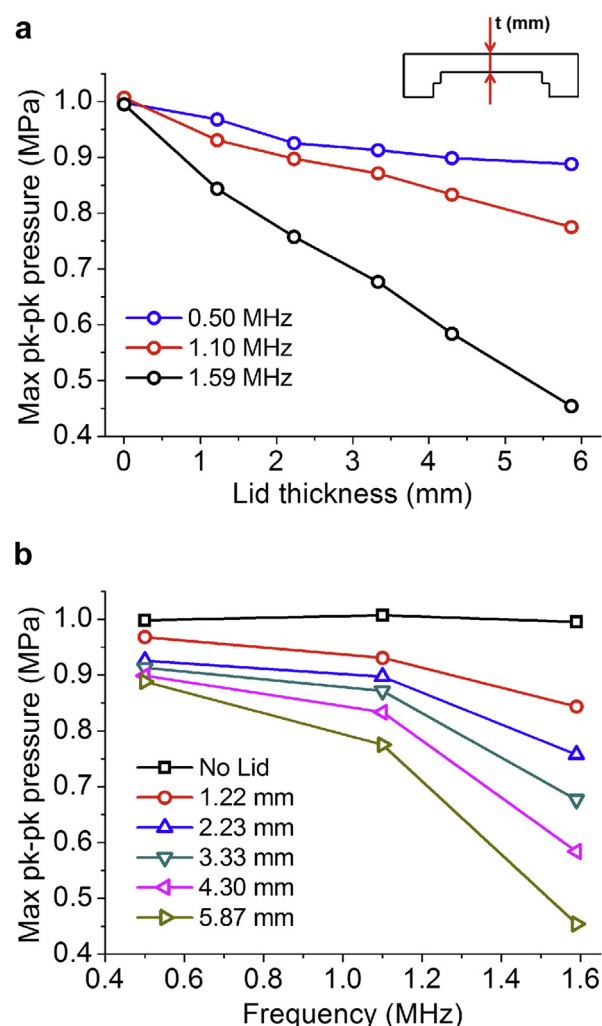 a
t (mm)
1.0
0.9
0.8
0.7
0.6
0.5
0.4
Max pk-pk pressure (MPa)
0.50 MHz
1.10 MHz
1.59 MHz
0 1 2 3 4 5 6
Lid thickness (mm)
b
1.0
0.9
0.8
0.7
0.6
0.5
0.4
Max pk-pk pressure (MPa)
No Lid
1.22 mm
2.23 mm
3.33 mm
4.30 mm
5.87 mm
0.4 0.6 0.8 1.0 1.2 1.4 1.6
Frequency (MHz)